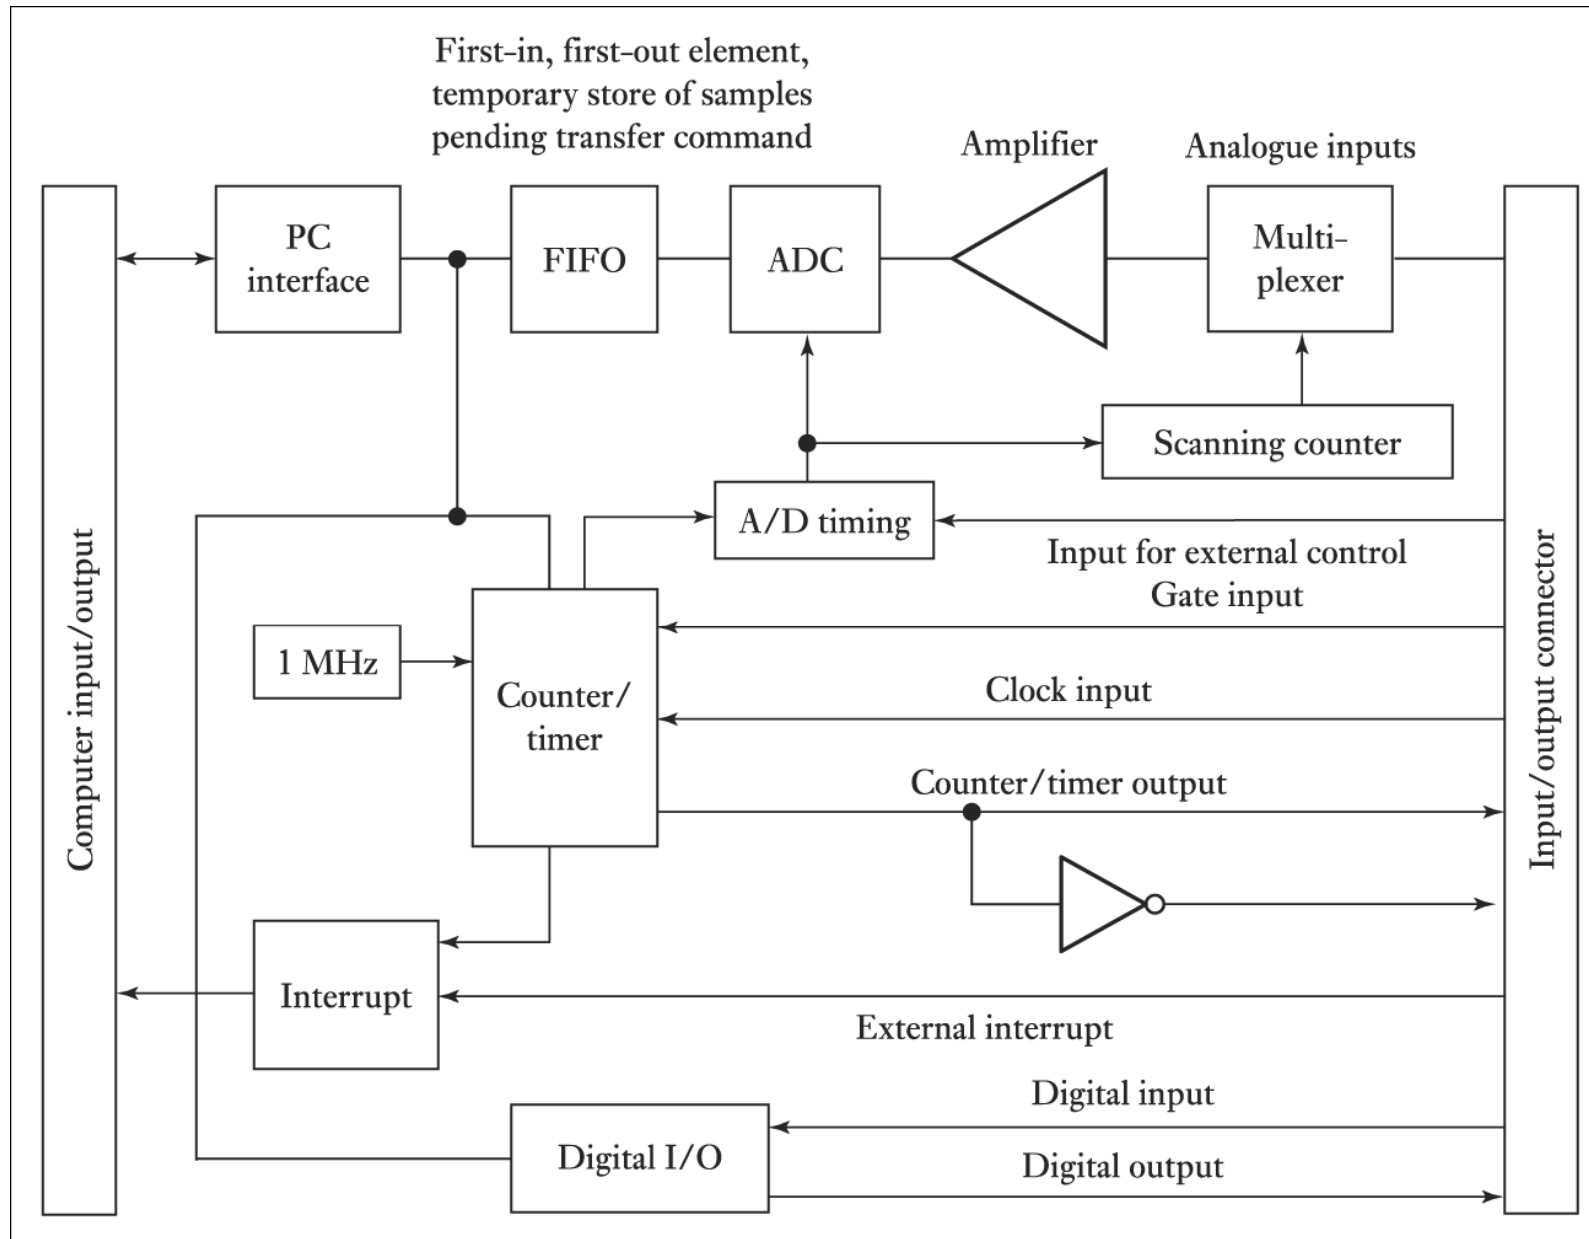 First-in, first-out element,
temporary store of samples
pending transfer command
Amplifier
Analogue inputs
PC
interface
FIFO
ADC
Multi-
plexer
Scanning counter
A/D timing
Input for external control
Gate input
1 MHz
Counter/
timer
Clock input
Counter/timer output
Computer input/output
Input/output connector
Interrupt
External interrupt
Digital input
Digital I/O
Digital output